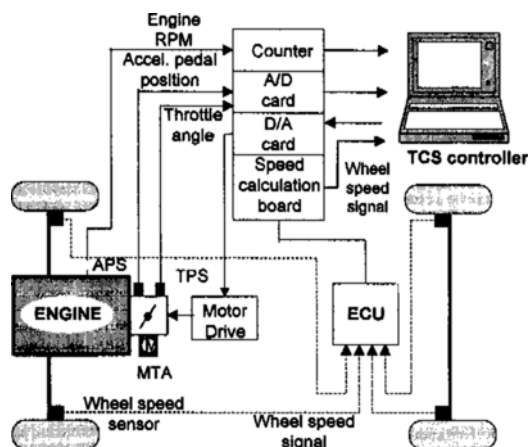 Engine
RPM
Accel. pedal
position
Throttle
angle
Counter
A/D
card
D/A
card
Speed
calculation
board
TCS controller
Wheel
speed
signal
APS
TPS
ENGINE
M
MTA
Motor
Drive
ECU
Wheel speed
sensor
Wheel speed
signal